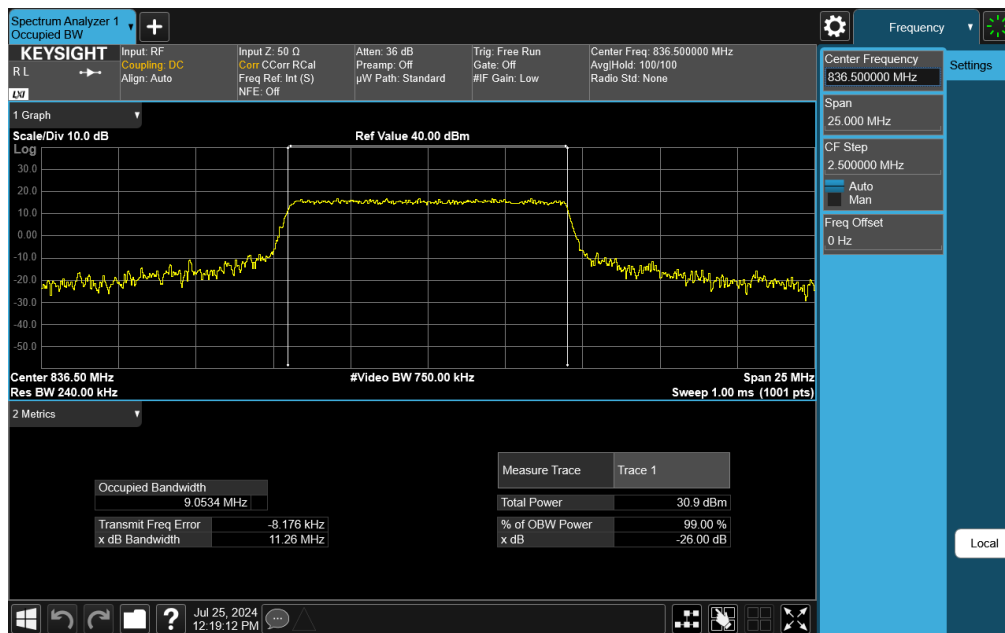 Spectrum Analyzer 1
Occupied BW
Frequency
KEYSIGHT
R L
LXI
Input: RF
Coupling: DC
Align: Auto
Input Z: 50 Ω
Corr CCorr RCal
Freq Ref: Int (S)
NFE: Off
Atten: 36 dB
Preamp: Off
µW Path: Standard
Trig: Free Run
Gate: Off
#IF Gain: Low
Center Freq: 836.500000 MHz
Avg|Hold: 100/100
Radio Std: None
Center Frequency
836.500000 MHz
Settings
Span
25.000 MHz
CF Step
2.500000 MHz
Auto
Man
Freq Offset
0 Hz
Local
1 Graph
Scale/Div 10.0 dB
Ref Value 40.00 dBm
Log
30.0
20.0
10.0
0.00
-10.0
-20.0
-30.0
-40.0
-50.0
Center 836.50 MHz
#Video BW 750.00 kHz
Span 25 MHz
Res BW 240.00 kHz
Sweep 1.00 ms (1001 pts)
2 Metrics
Occupied Bandwidth
9.0534 MHz
Transmit Freq Error -8.176 kHz
x dB Bandwidth 11.26 MHz
Measure Trace Trace 1
Total Power 30.9 dBm
% of OBW Power 99.00 %
x dB -26.00 dB
Jul 25, 2024
12:19:12 PM